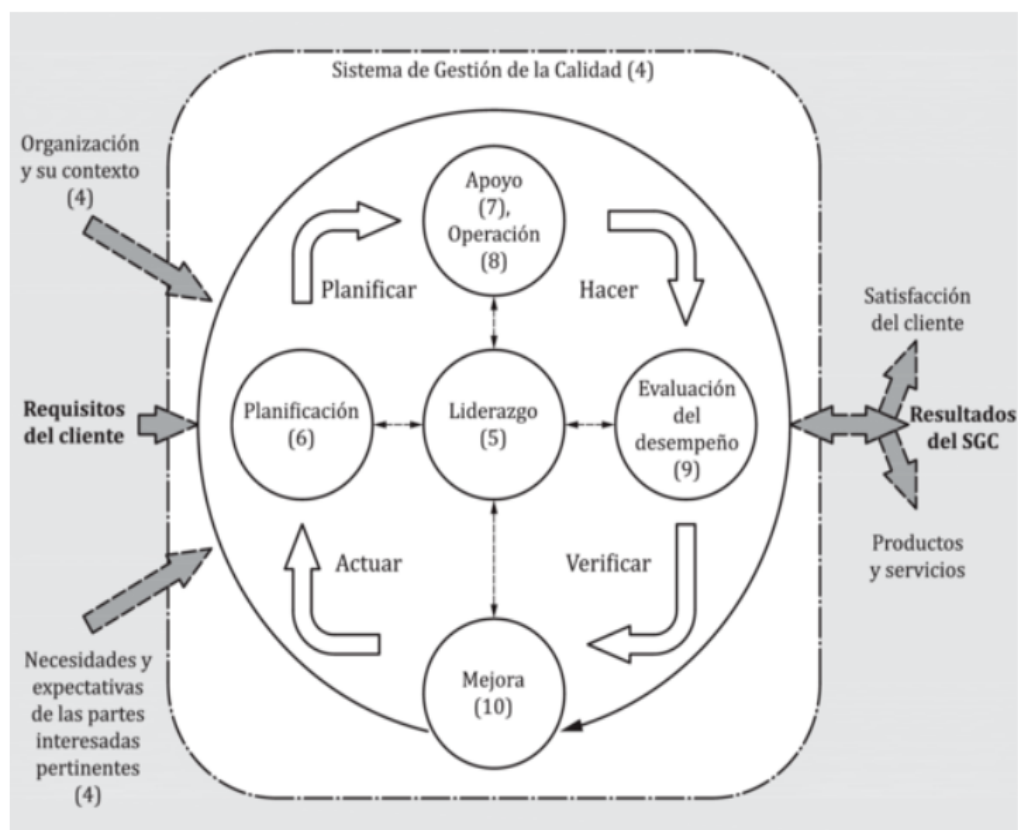 Sistema de Gestión de la Calidad (4)
Organización
y su contexto
(4)
Apoyo
(7),
Operación
(8)
Planificar
Hacer
Satisfacción
del cliente
Requisitos
del cliente
Planificación
(6)
Liderazgo
(5)
Evaluación
del
desempeño
(9)
Resultados
del SGC
Actuar
Verificar
Productos
y servicios
Necesidades y
expectativas
de las partes
interesadas
pertinentes
(4)
Mejora
(10)